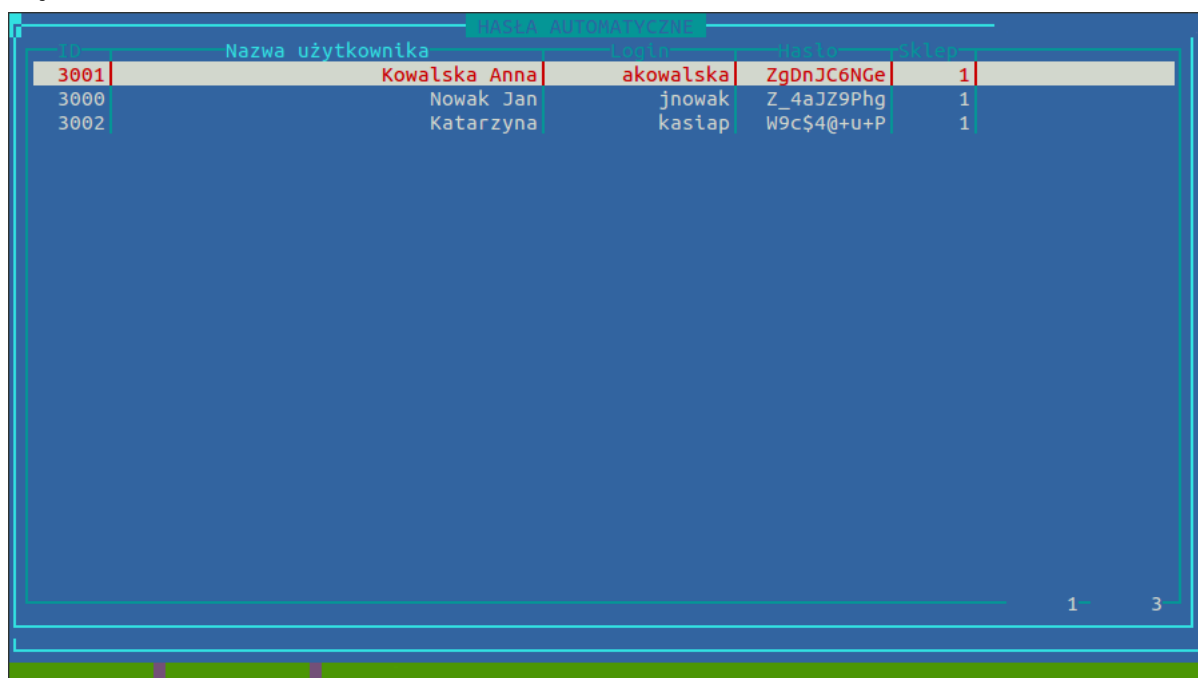 HASŁA AUTOMATYCZNE
ID Nazwa użytkownika Login Hasło Sklep
3001 Kowalska Anna akowalska ZgDnJC6NGe 1
3000 Nowak Jan jnowak Z_4aJZ9Phg 1
3002 Katarzyna kasiap W9c$4@+u+P 1
1 3